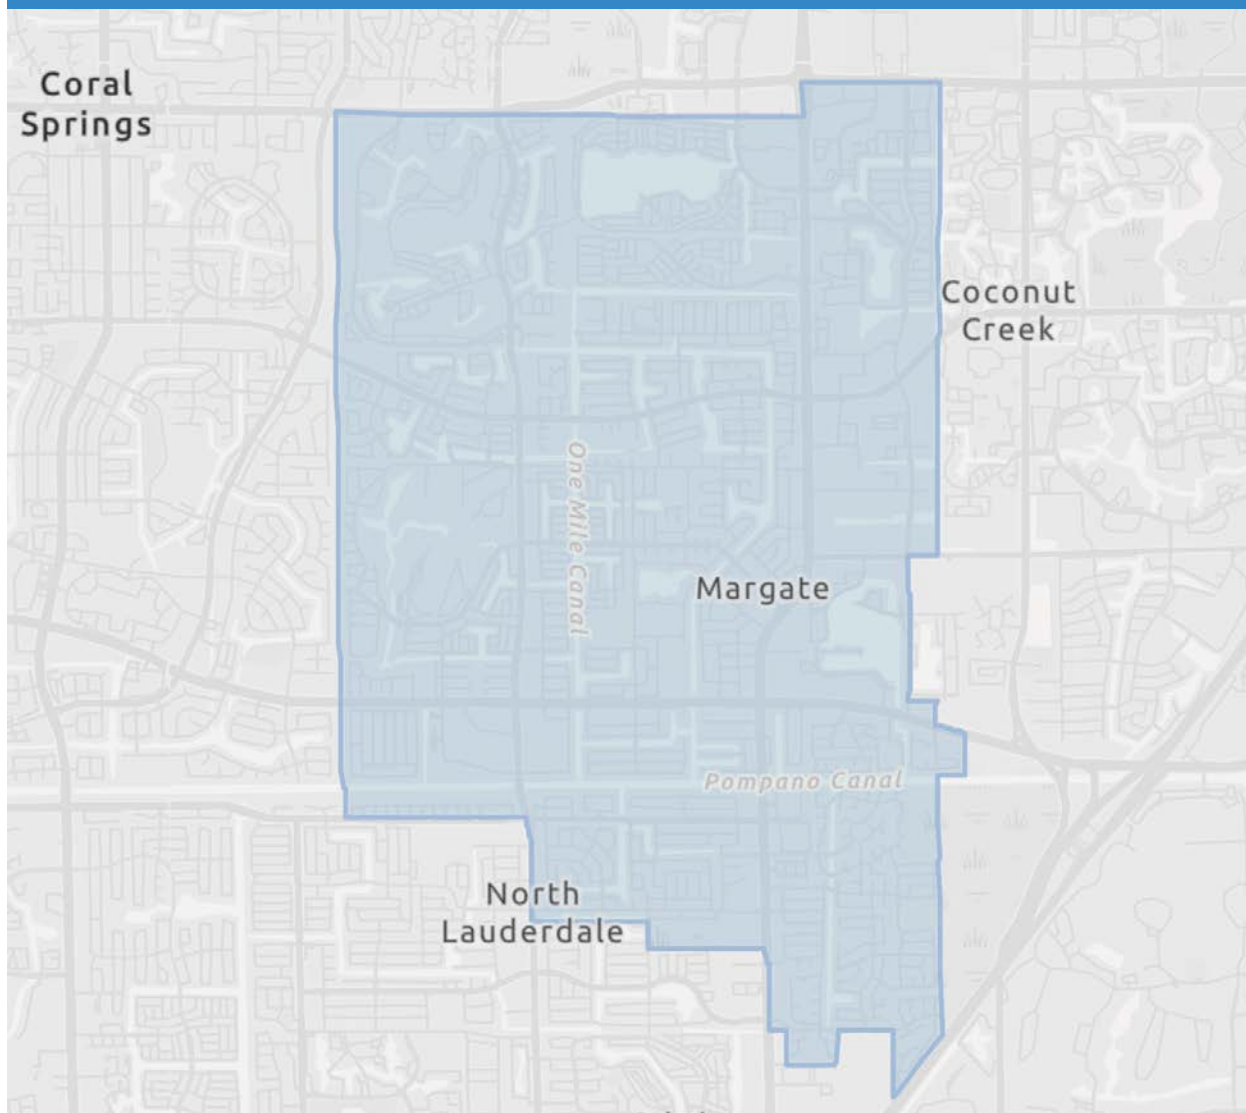 Coral
Springs
Coconut
Creek
One Mile Canal
Margate
Pompano Canal
North
Lauderdale